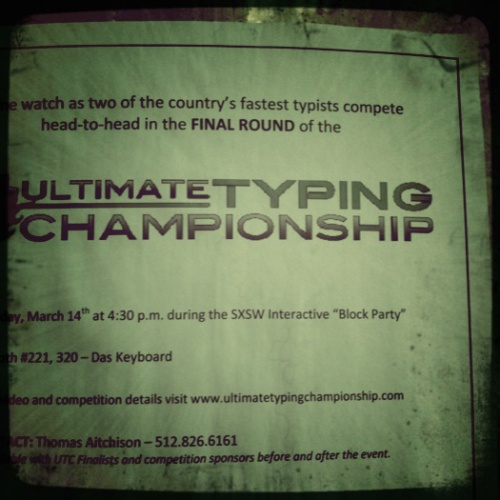 watch as two of the country's fastest typists compete
head-to-head in the FINAL ROUND of the
ULTIMATE TYPING
CHAMPIONSHIP
March 14th at 4:30 p.m. during the SXSW Interactive "Block Party"
#221, 320 – Das Keyboard
and competition details visit www.ultimatetypingchampionship.com
Thomas Aitchison – 512.826.6161
with UTC Finalists and competition sponsors before and after the event.